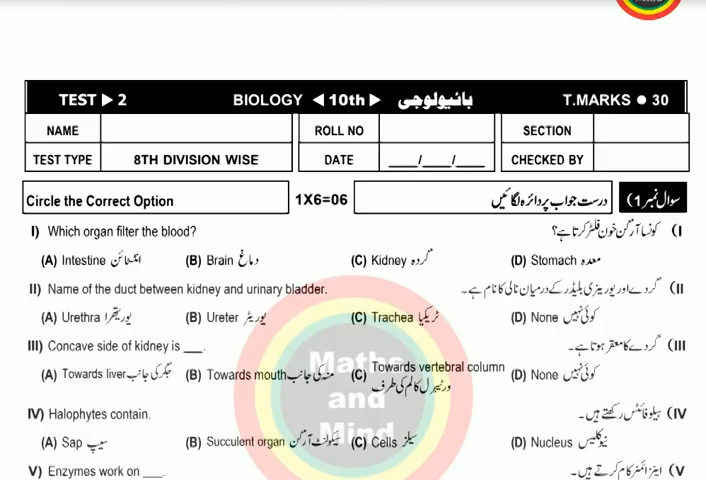 TEST ▶ 2 BIOLOGY ◀ 10th ▶ بائیولوجی T.MARKS ● 30
NAME ROLL NO SECTION
TEST TYPE 8TH DIVISION WISE DATE ____/____/____ CHECKED BY
Circle the Correct Option 1X6=06 درست جواب پر دائرہ لگائیں سوال نمبر 1)
I) Which organ filter the blood? کونسا آرگن خون فلٹر کرتا ہے؟ (I
(A) Intestine انٹسٹائن (B) Brain دماغ (C) Kidney گردہ (D) Stomach معدہ
II) Name of the duct between kidney and urinary bladder. گردے اور یورینری بلیڈر کے درمیان نالی کا نام ہے۔ (II
(A) Urethra یوریتھرا (B) Ureter یوریٹر (C) Trachea ٹریکیا (D) None کوئی نہیں
III) Concave side of kidney is ___. گردے کا مقعر ہوتا ہے۔ (III
(A) Towards liver جگر کی جانب (B) Towards mouth منہ کی جانب (C) Towards vertebral column ورٹیبرل کالم کی طرف (D) None کوئی نہیں
IV) Halophytes contain. ہیلوفائٹس رکھتے ہیں۔ (IV
(A) Sap سیپ (B) Succulent organ سکولنٹ آرگن (C) Cells سیلز (D) Nucleus نیوکلیس
V) Enzymes work on ___. اینزائمز کام کرتے ہیں۔ (V
Maths
and
Mind